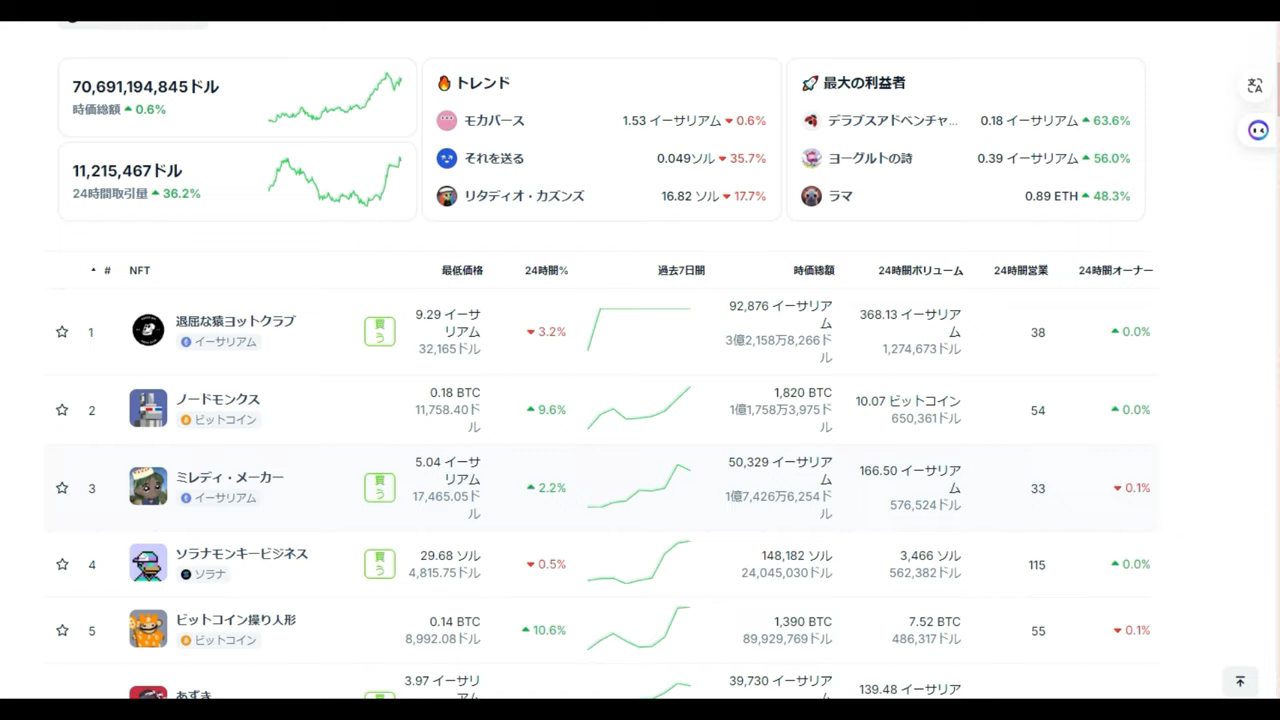 70,691,194,845ドル
時価総額 0.6%
11,215,467ドル
24時間取引量 36.2%
トレンド
モカバース 1.53 イーサリアム 0.6%
それを送る 0.049ソル 35.7%
リタディオ・カズンズ 16.82 ソル 17.7%
最大の利益者
デラブスアドベンチャ... 0.18 イーサリアム 63.6%
ヨーグルトの詩 0.39 イーサリアム 56.0%
ラマ 0.89 ETH 48.3%
# NFT 最低価格 24時間% 過去7日間 時価総額 24時間ボリューム 24時間営業 24時間オーナー
1 退屈な猿ヨットクラブ
イーサリアム
買
う
9.29 イーサ
リアム
32,165ドル
3.2%
92,876 イーサリア
ム
3億2,158万8,266ド
ル
368.13 イーサリア
ム
1,274,673ドル
38
0.0%
2 ノードモンクス
ビットコイン
0.18 BTC
11,758.40ド
ル
9.6%
1,820 BTC
1億1,758万3,975ド
ル
10.07 ビットコイン
650,361ドル
54
0.0%
3 ミレディ・メーカー
イーサリアム
買
う
5.04 イーサ
リアム
17,465.05ド
ル
2.2%
50,329 イーサリア
ム
1億7,426万6,254ド
ル
166.50 イーサリア
ム
576,524ドル
33
0.1%
4 ソラナモンキービジネス
ソラナ
買
う
29.68 ソル
4,815.75ドル
0.5%
148,182 ソル
24,045,030ドル
3,466 ソル
562,382ドル
115
0.0%
5 ビットコイン操り人形
ビットコイン
0.14 BTC
8,992.08ドル
10.6%
1,390 BTC
89,929,769ドル
7.52 BTC
486,317ドル
55
0.1%
あずき
3.97 イーサリ
アム
39,730 イーサリア
ム
139.48 イーサリア